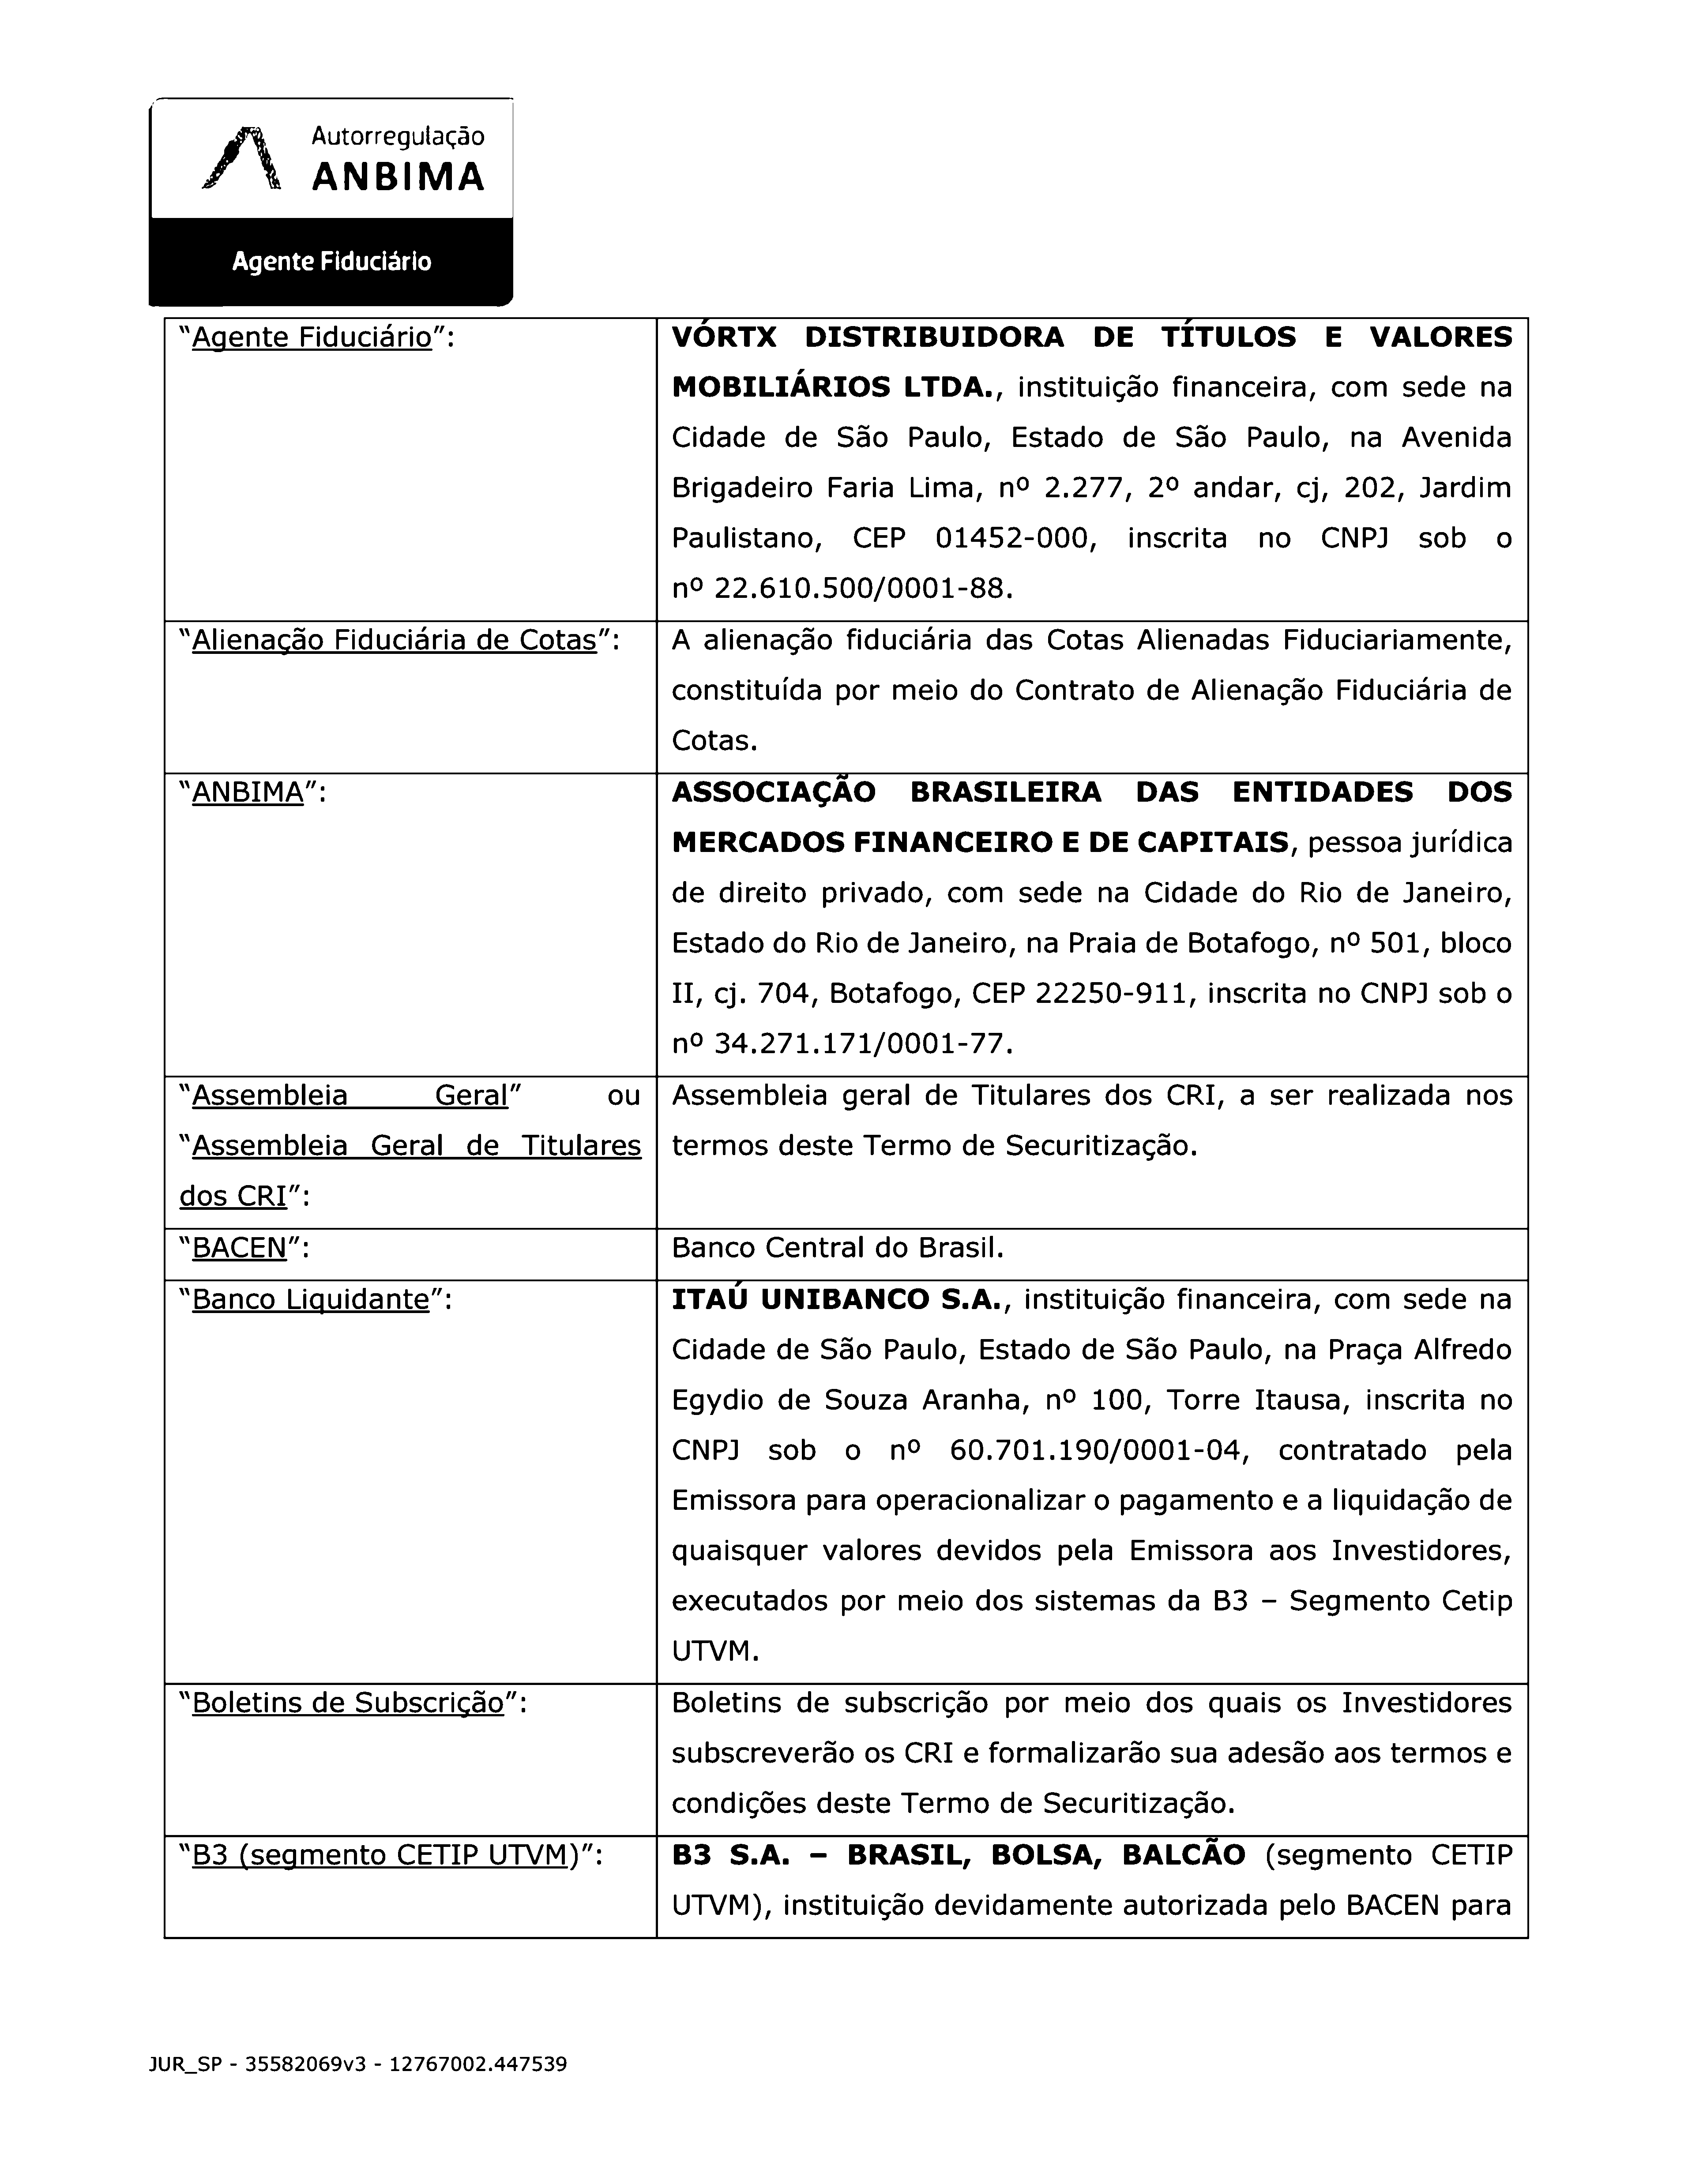 Autorregulação
ANBIMA
Agente Fiduciário
“Agente Fiduciário”:
VÓRTX DISTRIBUIDORA DE TÍTULOS E VALORES
MOBILIÁRIOS LTDA., instituição financeira, com sede na
Cidade de São Paulo, Estado de São Paulo, na Avenida
Brigadeiro Faria Lima, nº 2.277, 2º andar, cj, 202, Jardim
Paulistano, CEP 01452-000, inscrita no CNPJ sob o
nº 22.610.500/0001-88.
“Alienação Fiduciária de Cotas”:
A alienação fiduciária das Cotas Alienadas Fiduciariamente,
constituída por meio do Contrato de Alienação Fiduciária de
Cotas.
“ANBIMA”:
ASSOCIAÇÃO BRASILEIRA DAS ENTIDADES DOS
MERCADOS FINANCEIRO E DE CAPITAIS, pessoa jurídica
de direito privado, com sede na Cidade do Rio de Janeiro,
Estado do Rio de Janeiro, na Praia de Botafogo, nº 501, bloco
II, cj. 704, Botafogo, CEP 22250-911, inscrita no CNPJ sob o
nº 34.271.171/0001-77.
“Assembleia Geral” ou
“Assembleia Geral de Titulares
dos CRI”:
Assembleia geral de Titulares dos CRI, a ser realizada nos
termos deste Termo de Securitização.
“BACEN”:
Banco Central do Brasil.
“Banco Liquidante”:
ITAÚ UNIBANCO S.A., instituição financeira, com sede na
Cidade de São Paulo, Estado de São Paulo, na Praça Alfredo
Egydio de Souza Aranha, nº 100, Torre Itausa, inscrita no
CNPJ sob o nº 60.701.190/0001-04, contratado pela
Emissora para operacionalizar o pagamento e a liquidação de
quaisquer valores devidos pela Emissora aos Investidores,
executados por meio dos sistemas da B3 – Segmento Cetip
UTVM.
“Boletins de Subscrição”:
Boletins de subscrição por meio dos quais os Investidores
subscreverão os CRI e formalizarão sua adesão aos termos e
condições deste Termo de Securitização.
“B3 (segmento CETIP UTVM)”:
B3 S.A. – BRASIL, BOLSA, BALCÃO (segmento CETIP
UTVM), instituição devidamente autorizada pelo BACEN para
JUR_SP - 35582069v3 - 12767002.447539